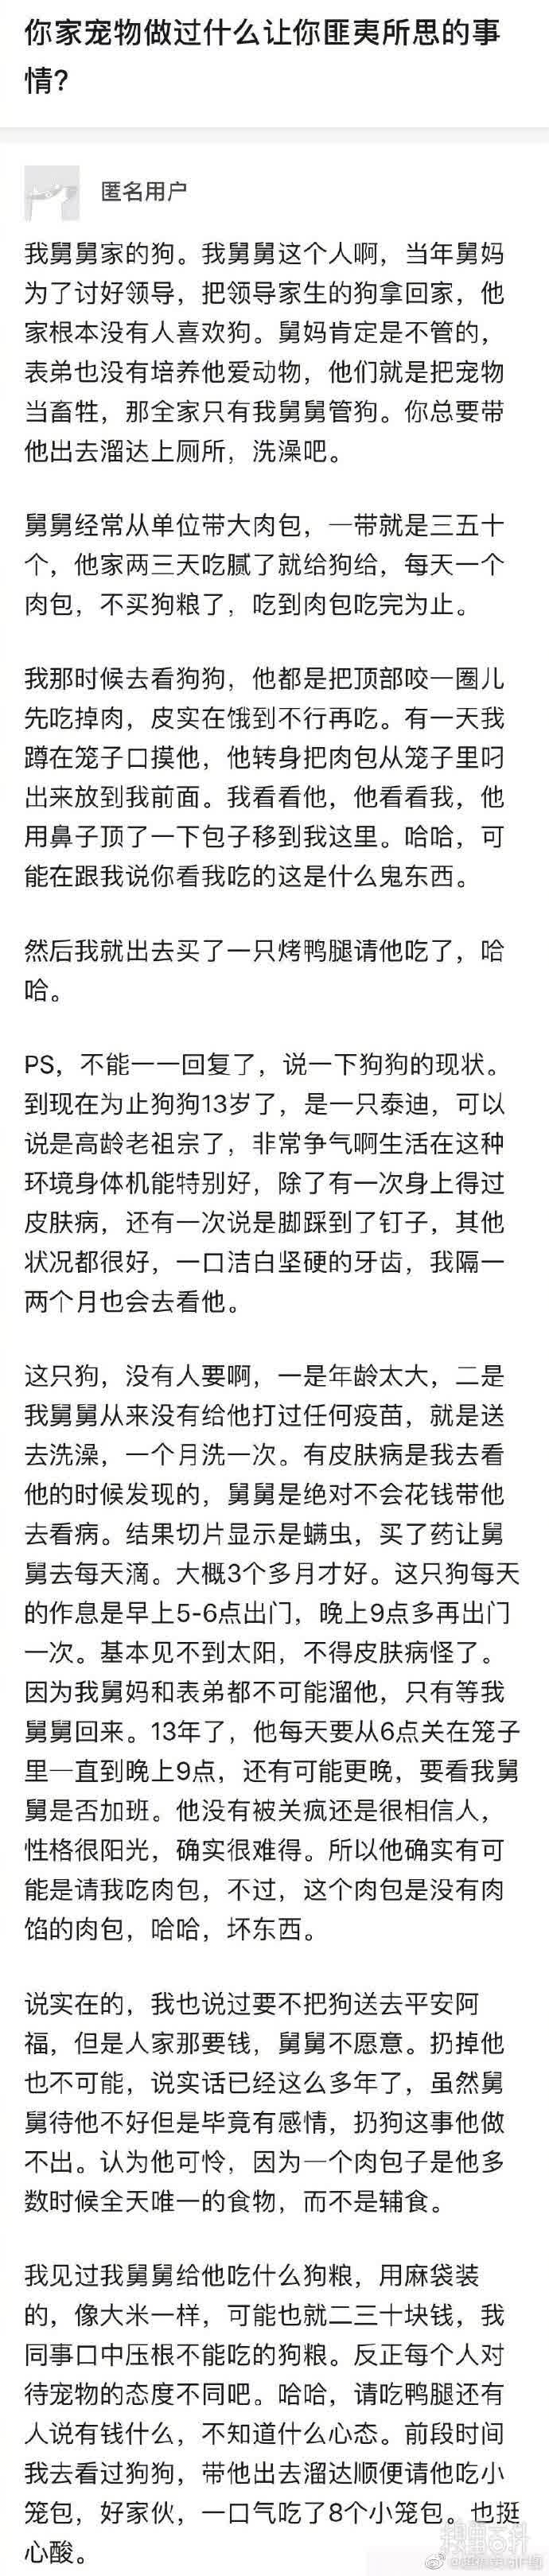 你家宠物做过什么让你匪夷所思的事
情?
匿名用户
我舅舅家的狗。我舅舅这个人啊，当年舅妈
为了讨好领导，把领导家生的狗拿回家，他
家根本没有人喜欢狗。舅妈肯定是不管的，
表弟也没有培养他爱动物，他们就是把宠物
当畜牲，那全家只有我舅舅管狗。你总要带
他出去溜达上厕所，洗澡吧。
舅舅经常从单位带大肉包，一带就是三五十
个，他家两三天吃腻了就给狗给，每天一个
肉包，不买狗粮了，吃到肉包吃完为止。
我那时候去看狗狗，他都是把顶部咬一圈儿
先吃掉肉，皮实在饿到不行再吃。有一天我
蹲在笼子口摸他，他转身把肉包从笼子里叼
出来放到我前面。我看看他，他看看我，他
用鼻子顶了一下包子移到我这里。哈哈，可
能在跟我说你看我吃的这是什么鬼东西。
然后我就出去买了一只烤鸭腿请他吃了，哈
哈。
PS，不能一一回复了，说一下狗狗的现状。
到现在为止狗狗13岁了，是一只泰迪，可以
说是高龄老祖宗了，非常争气啊生活在这种
环境身体机能特别好，除了有一次身上得过
皮肤病，还有一次说是脚踩到了钉子，其他
状况都很好，一口洁白坚硬的牙齿，我隔一
两个月也会去看他。
这只狗，没有人要啊，一是年龄太大，二是
我舅舅从来没有给他打过任何疫苗，就是送
去洗澡，一个月洗一次。有皮肤病是我去看
他的时候发现的，舅舅是绝对不会花钱带他
去看病。结果切片显示是螨虫，买了药让舅
舅去每天滴。大概3个多月才好。这只狗每天
的作息是早上5-6点出门，晚上9点多再出门
一次。基本见不到太阳，不得皮肤病怪了。
因为我舅妈和表弟都不可能溜他，只有等我
舅舅回来。13年了，他每天要从6点关在笼子
里一直到晚上9点，还有可能更晚，要看我舅
舅是否加班。他没有被关疯还是很相信人，
性格很阳光，确实很难得。所以他确实有可
能是请我吃肉包，不过，这个肉包是没有肉
馅的肉包，哈哈，坏东西。
说实在的，我也说过要不把狗送去平安阿
福，但是人家那要钱，舅舅不愿意。扔掉他
也不可能，说实话已经这么多年了，虽然舅
舅待他不好但是毕竟有感情，扔狗这事他做
不出。认为他可怜，因为一个肉包子是他多
数时候全天唯一的食物，而不是辅食。
我见过我舅舅给他吃什么狗粮，用麻袋装
的，像大米一样，可能也就二三十块钱，我
同事口中压根不能吃的狗粮。反正每个人对
待宠物的态度不同吧。哈哈，请吃鸭腿还有
人说有钱什么，不知道什么心态。前段时间
我去看过狗狗，带他出去溜达顺便请他吃小
笼包，好家伙，一口气吃了8个小笼包。也挺
心酸。